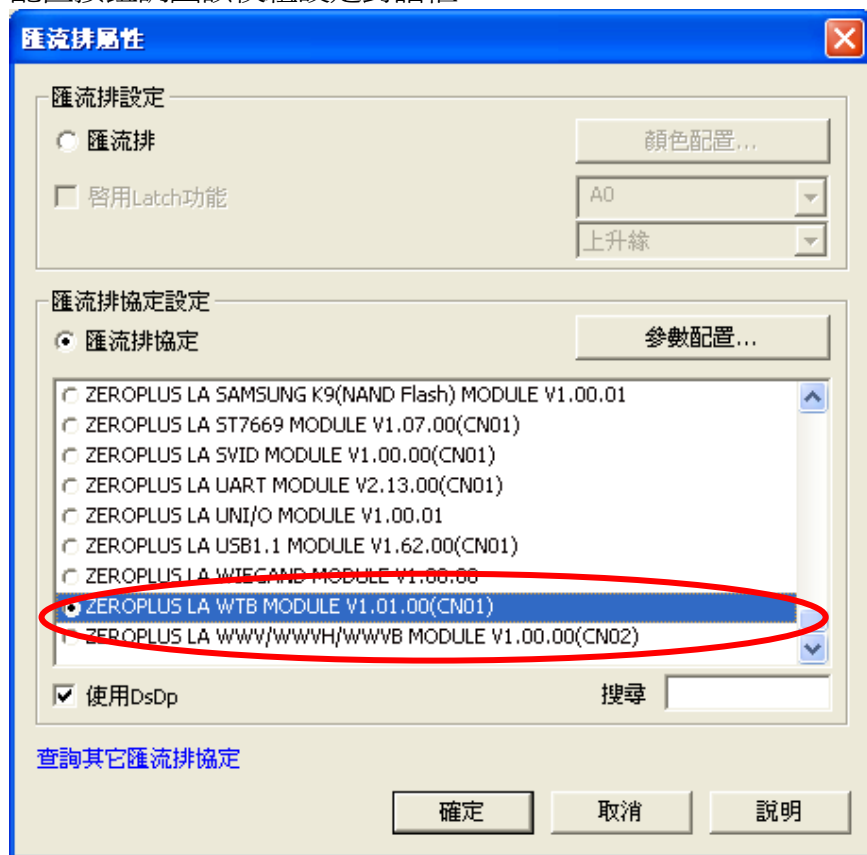 匯流排屬性
匯流排設定
匯流排
顏色配置...
啓用Latch功能
A0
上升緣
匯流排協定設定
匯流排協定
參數配置...
ZEROPLUS LA SAMSUNG K9(NAND Flash) MODULE V1.00.01
ZEROPLUS LA ST7669 MODULE V1.07.00(CN01)
ZEROPLUS LA SVID MODULE V1.00.00(CN01)
ZEROPLUS LA UART MODULE V2.13.00(CN01)
ZEROPLUS LA UNI/O MODULE V1.00.01
ZEROPLUS LA USB1.1 MODULE V1.62.00(CN01)
ZEROPLUS LA WIEGAND MODULE V1.00.00
ZEROPLUS LA WTB MODULE V1.01.00(CN01)
ZEROPLUS LA WWV/WWVH/WWVB MODULE V1.00.00(CN02)
使用DsDp
搜尋
查詢其它匯流排協定
確定
取消
說明